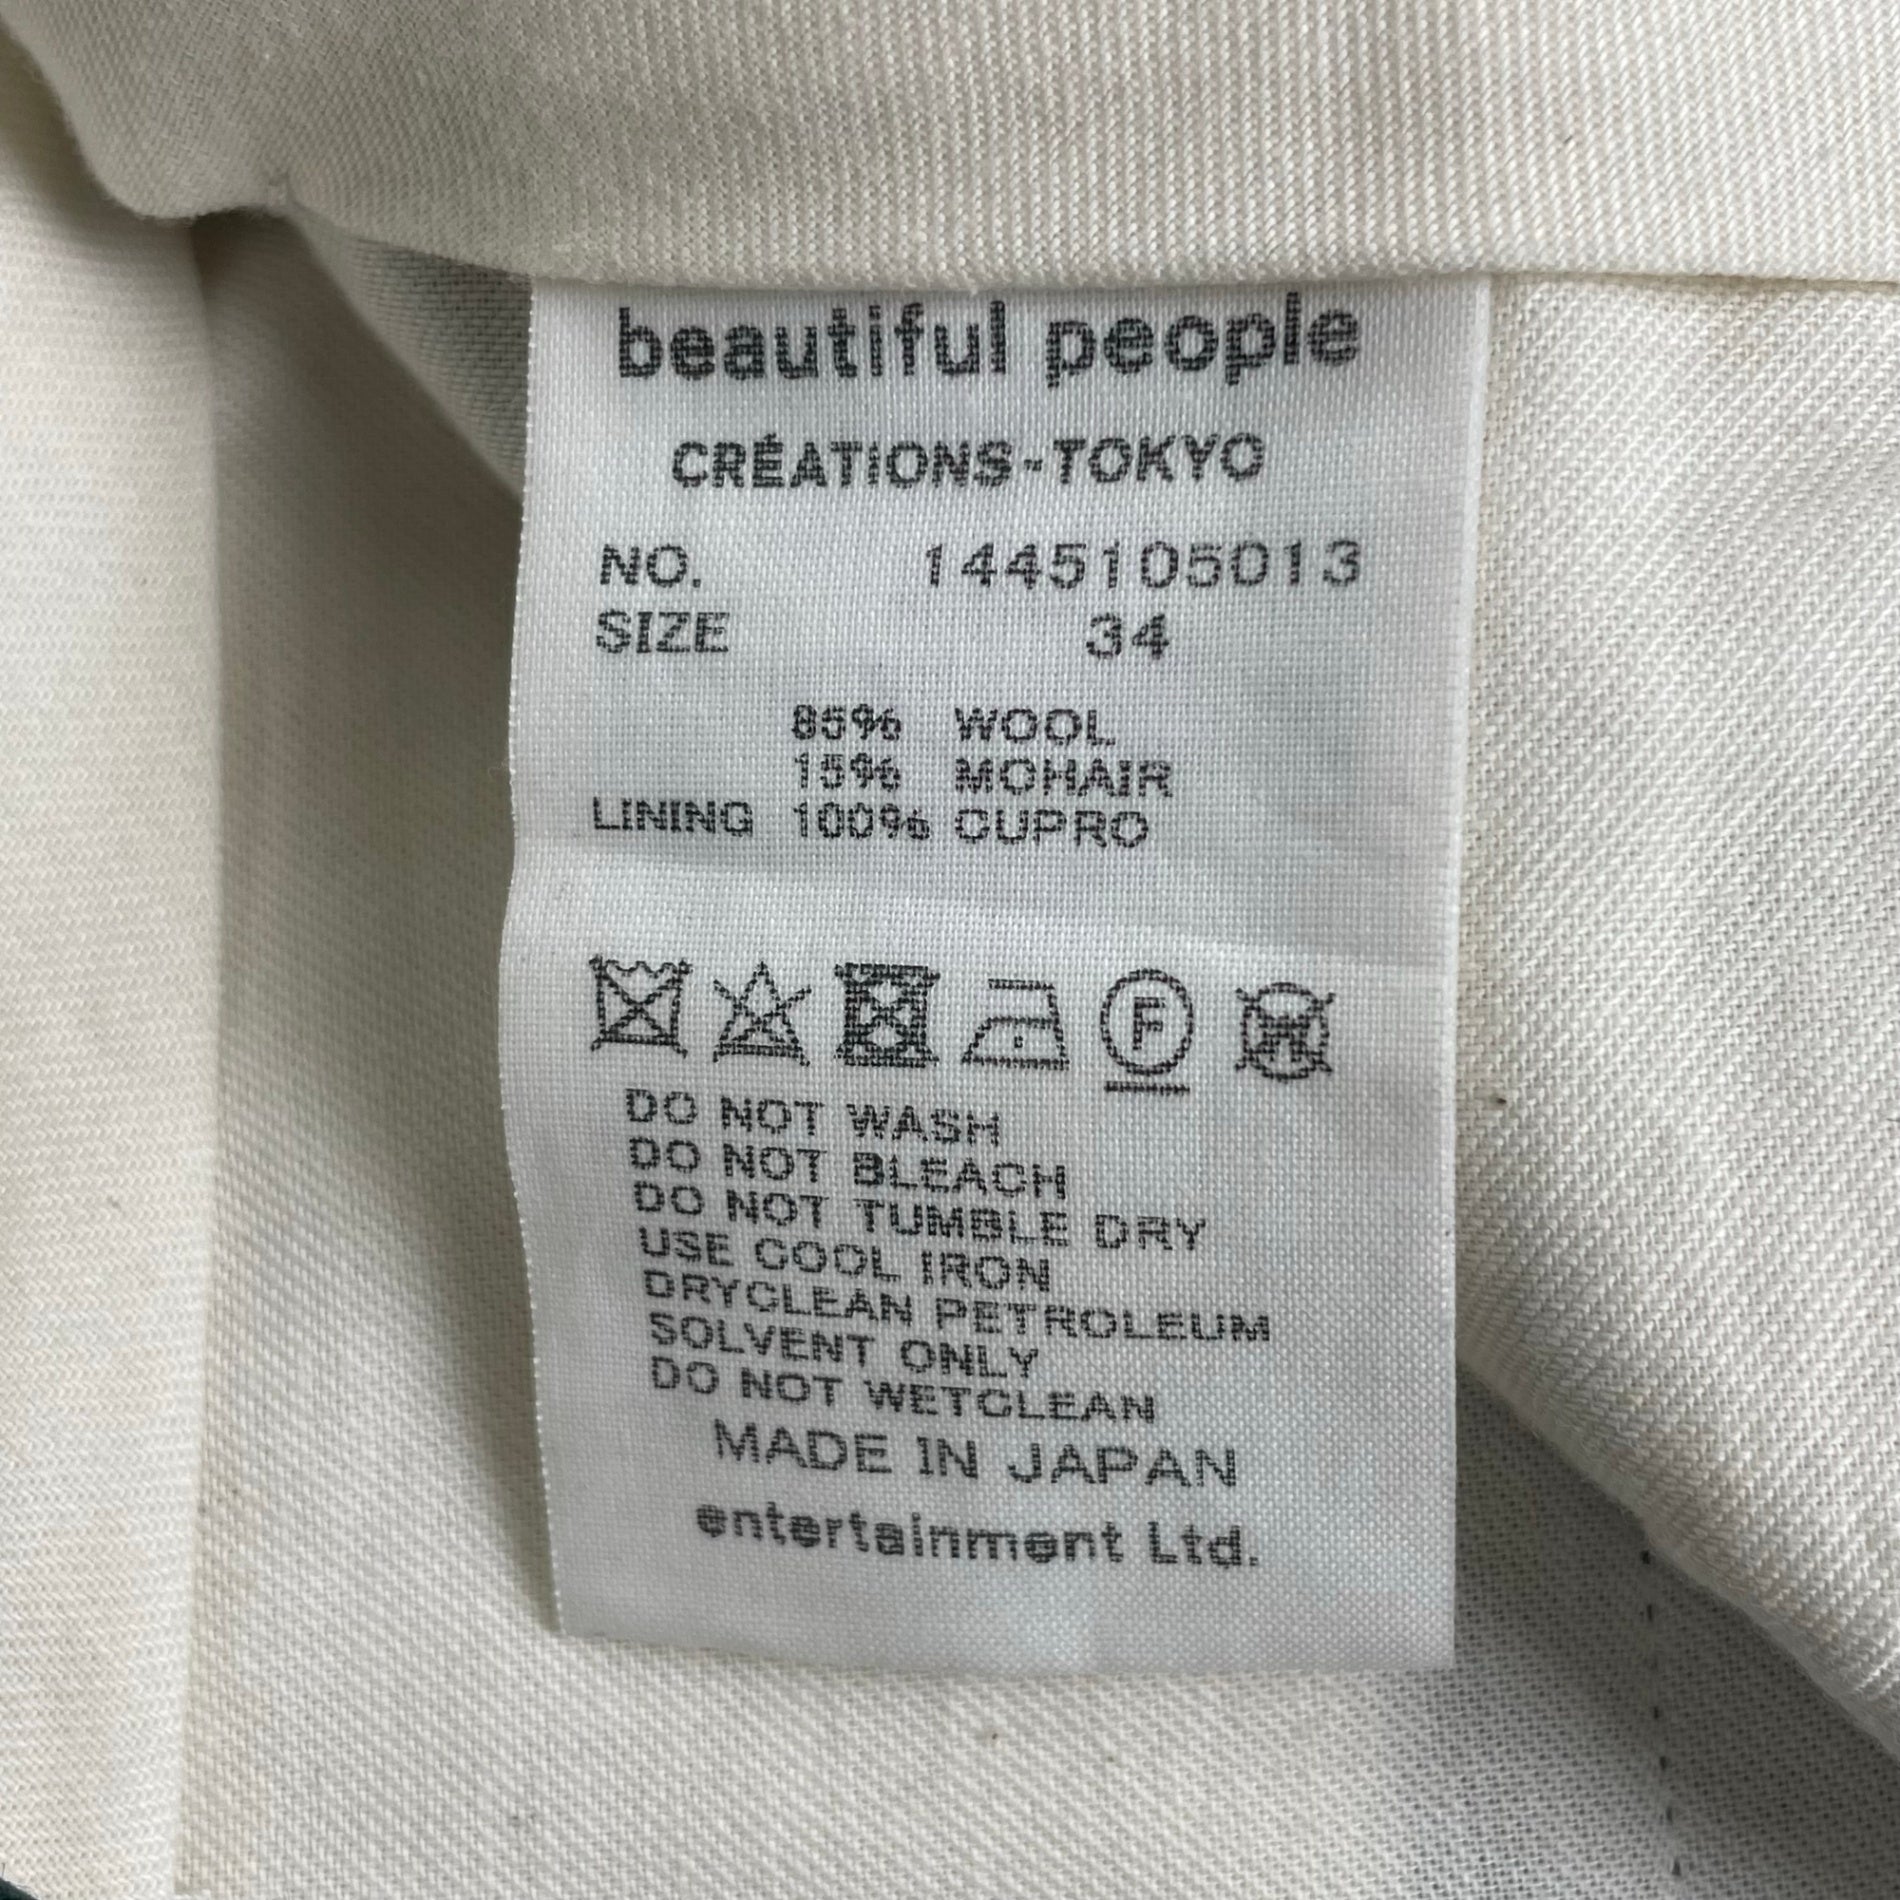 beautiful people
CRÉATIONS-TOKYO
NO. 1445105013
SIZE 34
85% WOOL
15% MOHAIR
LINING 100% CUPRO
F
W
DO NOT WASH
DO NOT BLEACH
DO NOT TUMBLE DRY
USE COOL IRON
DRYCLEAN PETROLEUM
SOLVENT ONLY
DO NOT WETCLEAN
MADE IN JAPAN
entertainment Ltd.